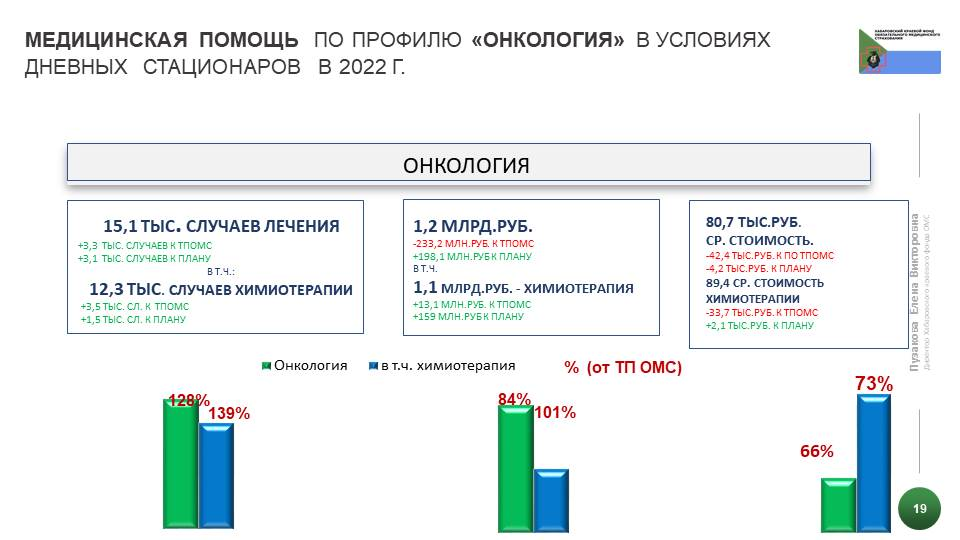 МЕДИЦИНСКАЯ ПОМОЩЬ ПО ПРОФИЛЮ «ОНКОЛОГИЯ» В УСЛОВИЯХ
ДНЕВНЫХ СТАЦИОНАРОВ В 2022 Г.
ХАБАРОВСКИЙ КРАЕВОЙ ФОНД
ОБЯЗАТЕЛЬНОГО МЕДИЦИНСКОГО
СТРАХОВАНИЯ
ОНКОЛОГИЯ
15,1 ТЫС. СЛУЧАЕВ ЛЕЧЕНИЯ
+3,3 ТЫС. СЛУЧАЕВ К ТПОМС
+3,1 ТЫС. СЛУЧАЕВ К ПЛАНУ
В Т.Ч.:
12,3 ТЫС. СЛУЧАЕВ ХИМИОТЕРАПИИ
+3,5 ТЫС. СЛ. К ТПОМС
+1,5 ТЫС. СЛ. К ПЛАНУ
1,2 МЛРД.РУБ.
-233,2 МЛН.РУБ. К ТПОМС
+198,1 МЛН.РУБ К ПЛАНУ
В Т.Ч.
1,1 МЛРД.РУБ. - ХИМИОТЕРАПИЯ
+13,1 МЛН.РУБ. К ТПОМС
+159 МЛН.РУБ К ПЛАНУ
80,7 ТЫС.РУБ.
СР. СТОИМОСТЬ.
-42,4 ТЫС.РУБ. К ПО ТПОМС
-4,2 ТЫС.РУБ. К ПЛАНУ
89,4 СР. СТОИМОСТЬ
ХИМИОТЕРАПИИ
-33,7 ТЫС.РУБ. К ТПОМС
+2,1 ТЫС.РУБ. К ПЛАНУ
Пузакова Елена Викторовна
Директор Хабаровского краевого фонда ОМС
Онкология
в т.ч. химиотерапия
% (от ТП ОМС)
128%
139%
84%
101%
66%
73%
19